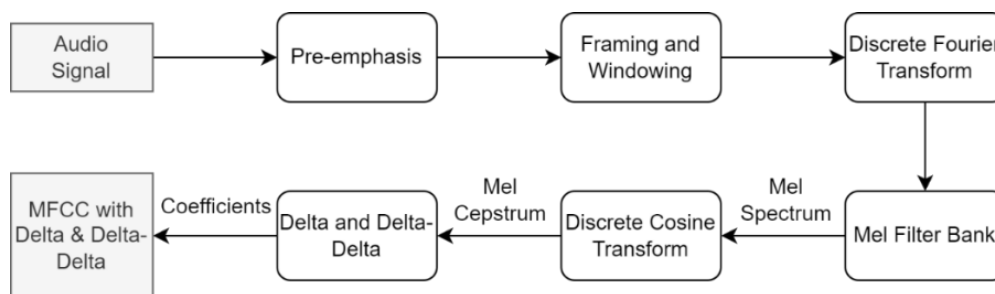 Audio
Signal
Pre-emphasis
Framing and
Windowing
Discrete Fourier
Transform
MFCC with
Delta & Delta-
Delta
Coefficients
Delta and Delta-
Delta
Mel
Cepstrum
Discrete Cosine
Transform
Mel
Spectrum
Mel Filter Bank